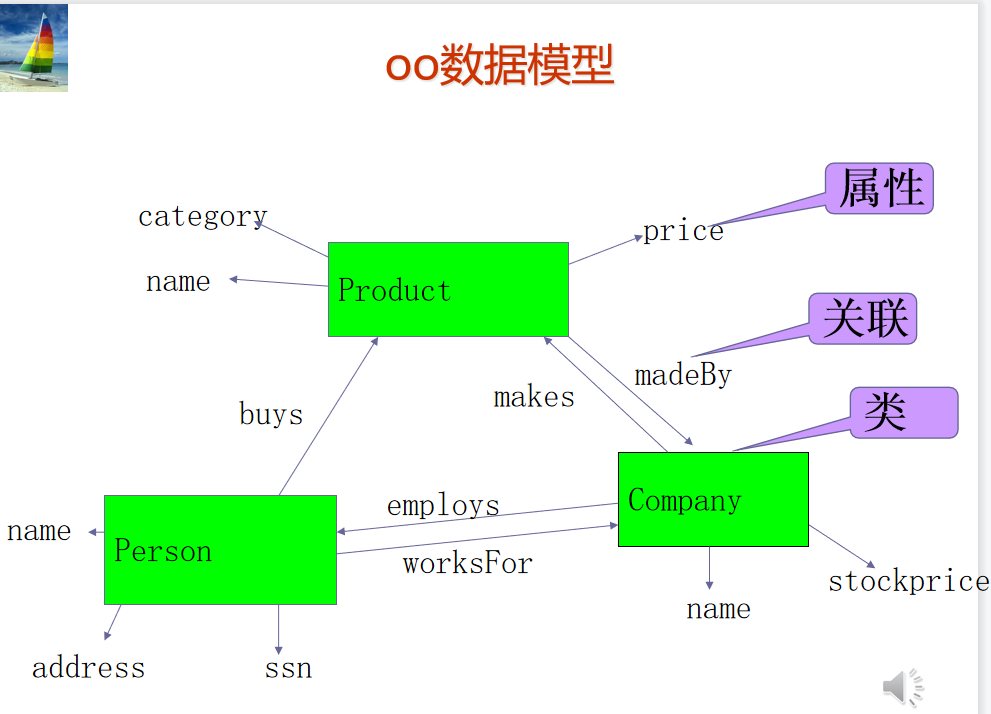 oo数据模型
属性
category
price
name
Product
关联
madeBy
makes
类
buys
Company
employs
name
Person
worksFor
stockprice
name
address
ssn